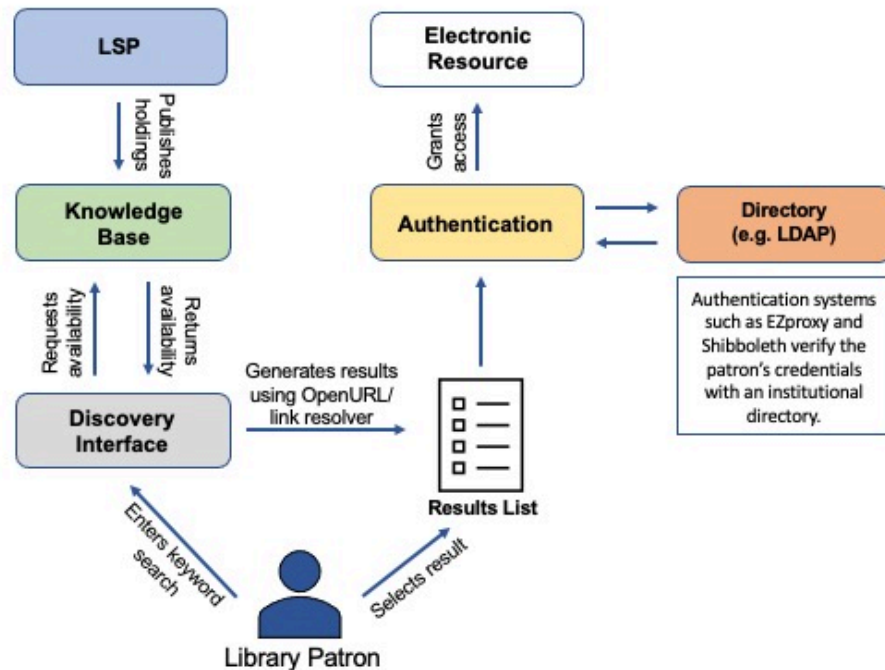 LSP
Electronic
Resource
Publishes
holdings
Grants
access
Knowledge
Base
Authentication
Directory
(e.g. LDAP)
Requests
availability
Returns
availability
Authentication systems
such as EZproxy and
Shibboleth verify the
patron's credentials
with an institutional
directory.
Generates results
using OpenURL/
link resolver
Discovery
Interface
Results List
Enters keyword
search
Selects result
Library Patron